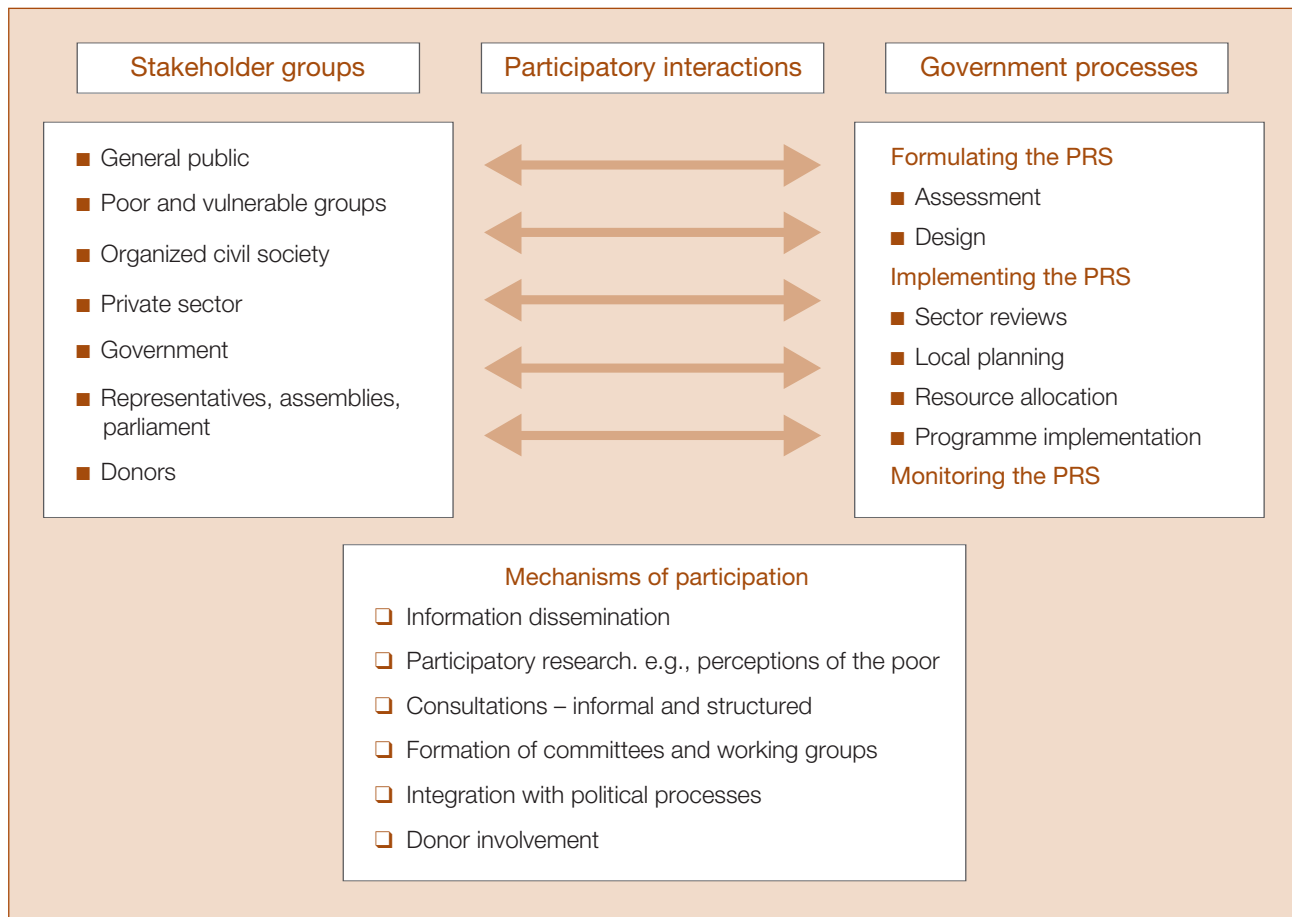 Stakeholder groups
Participatory interactions
Government processes
■ General public
■ Poor and vulnerable groups
■ Organized civil society
■ Private sector
■ Government
■ Representatives, assemblies,
parliament
■ Donors
Formulating the PRS
■ Assessment
■ Design
Implementing the PRS
■ Sector reviews
■ Local planning
■ Resource allocation
■ Programme implementation
Monitoring the PRS
Mechanisms of participation
❏ Information dissemination
❏ Participatory research. e.g., perceptions of the poor
❏ Consultations – informal and structured
❏ Formation of committees and working groups
❏ Integration with political processes
❏ Donor involvement